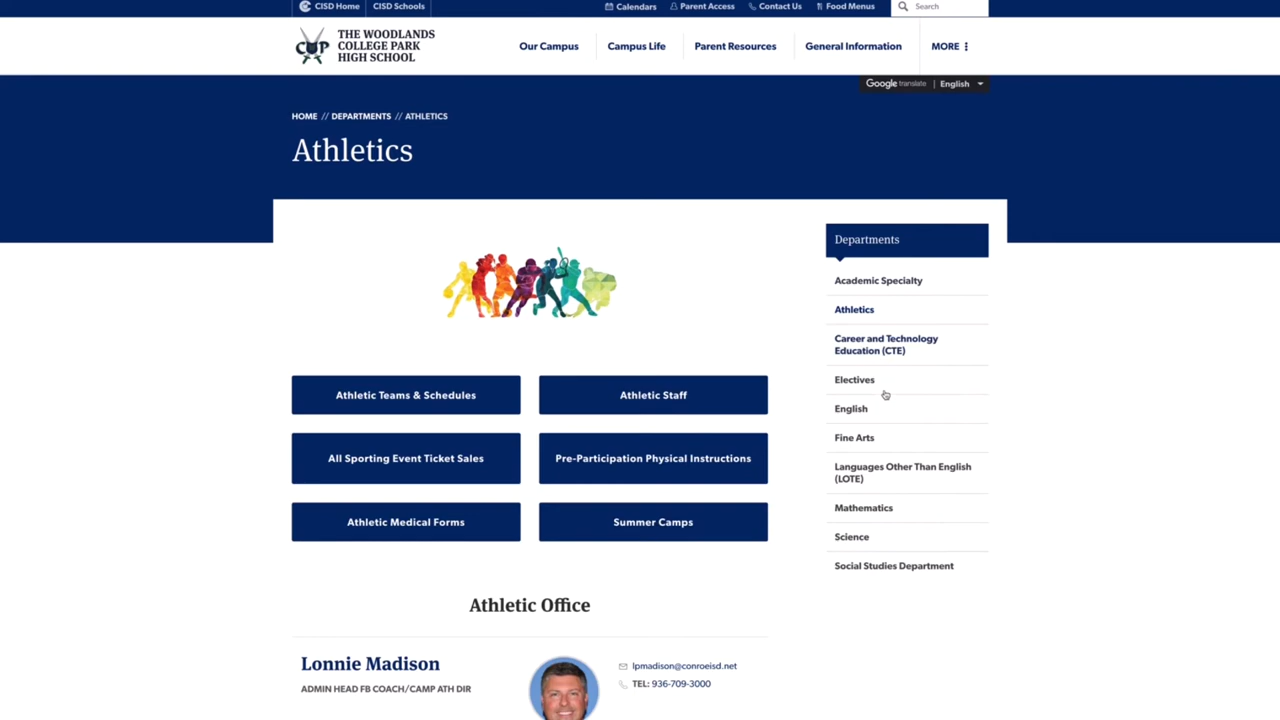 CISD Home
CISD Schools
Calendars
Parent Access
Contact Us
Food Menus
Search
CP
THE WOODLANDS
COLLEGE PARK
HIGH SCHOOL
Our Campus
Campus Life
Parent Resources
General Information
MORE
Google translate | English
HOME // DEPARTMENTS // ATHLETICS
Athletics
Athletic Teams & Schedules
Athletic Staff
All Sporting Event Ticket Sales
Pre-Participation Physical Instructions
Athletic Medical Forms
Summer Camps
Athletic Office
Lonnie Madison
ADMIN HEAD FB COACH/CAMP ATH DIR
lpmadison@conroeisd.net
TEL: 936-709-3000
Departments
Academic Specialty
Athletics
Career and Technology
Education (CTE)
Electives
English
Fine Arts
Languages Other Than English
(LOTE)
Mathematics
Science
Social Studies Department